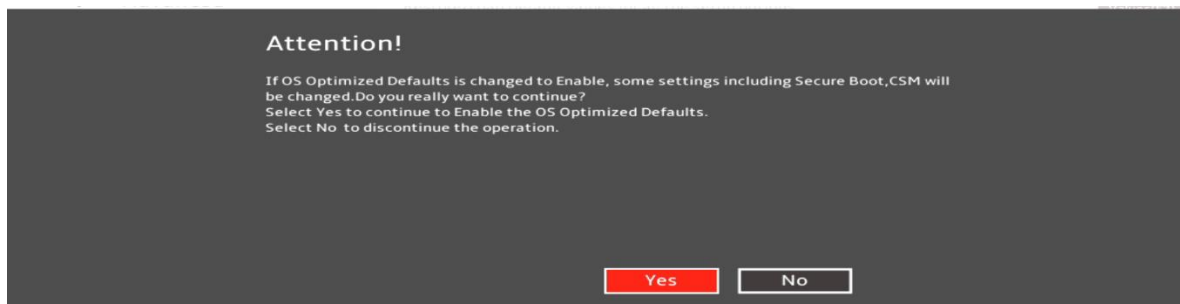 Attention!
If OS Optimized Defaults is changed to Enable, some settings including Secure Boot,CSM will
be changed.Do you really want to continue?
Select Yes to continue to Enable the OS Optimized Defaults.
Select No to discontinue the operation.
Yes
No